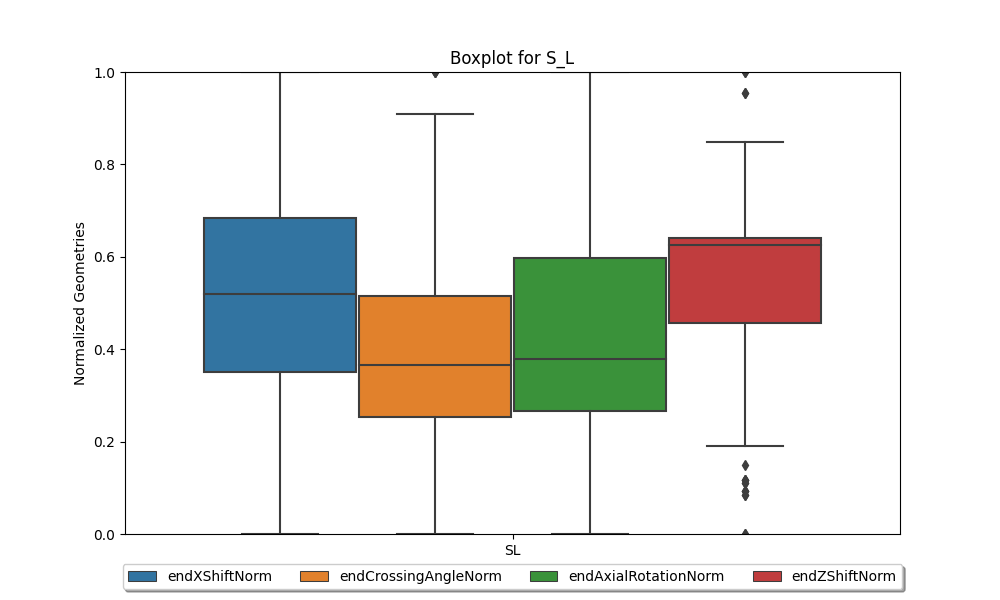 Boxplot for S_L
1.0
0.8
0.6
0.4
0.2
0.0
Normalized Geometries
SL
endXShiftNorm endCrossingAngleNorm endAxialRotationNorm endZShiftNorm